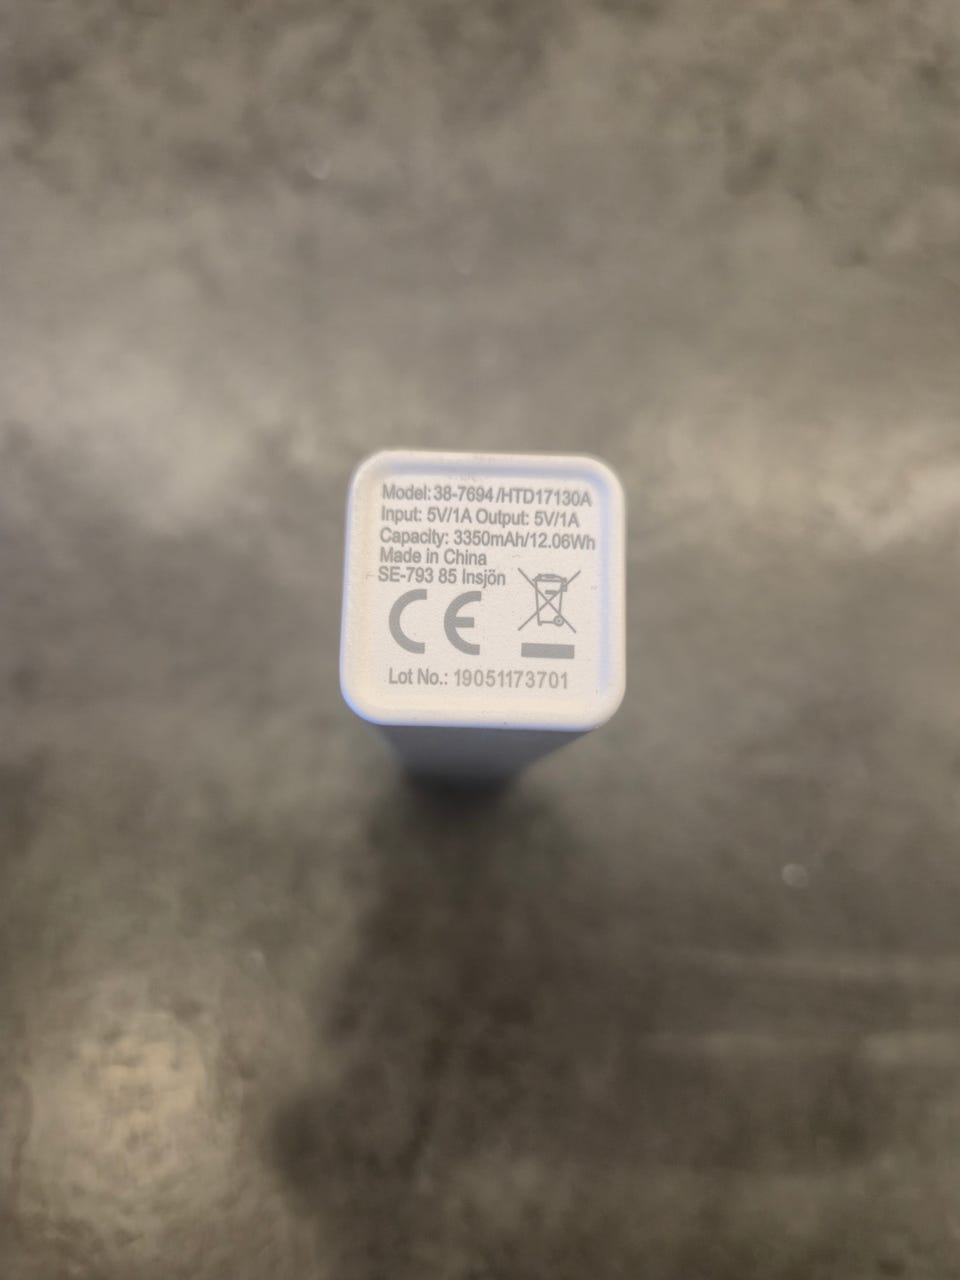 Model: 38-7694/HTD17130A
Input: 5V/1A Output: 5V/1A
Capacity: 3350mAh/12.06Wh
Made in China
SE-793 85 Insjön
CE
Lot No.: 19051173701